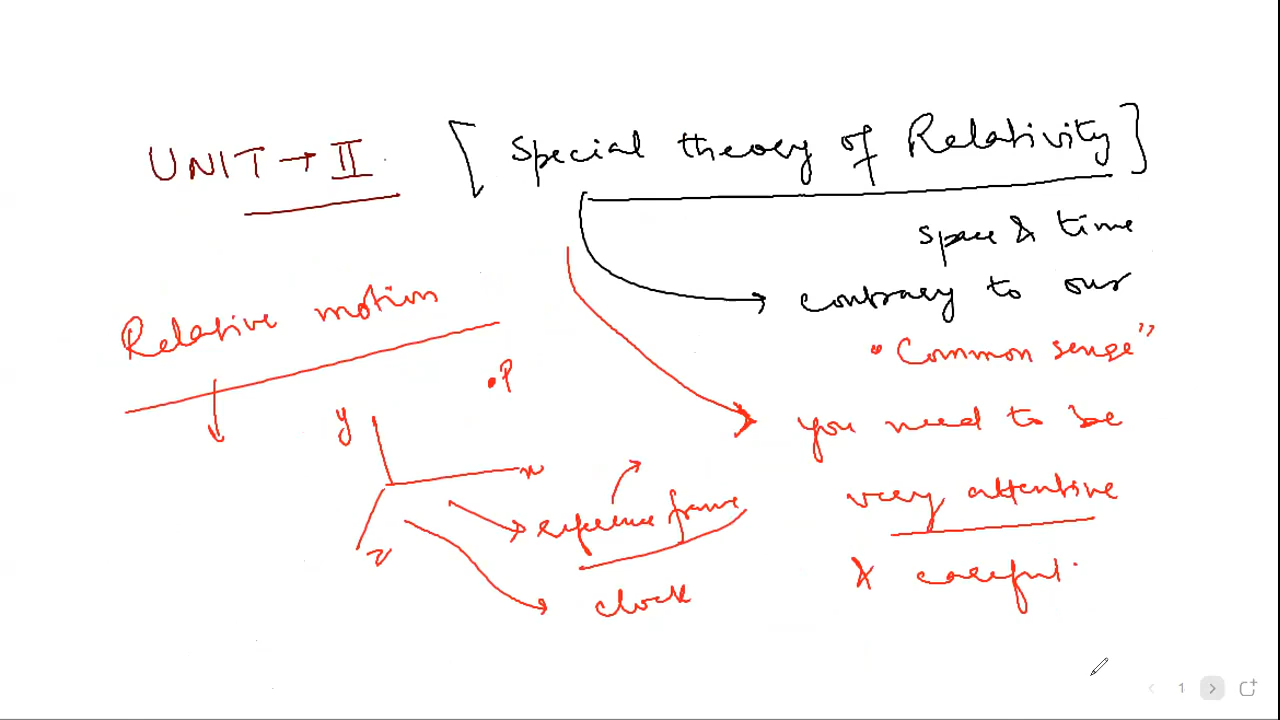 UNIT → II [ Special theory of Relativity ]
space & time
contrary to our
"Common sense"
Relative motion
•P
y
x
z
you need to be
very attentive
& careful.
reference frame
clock
1